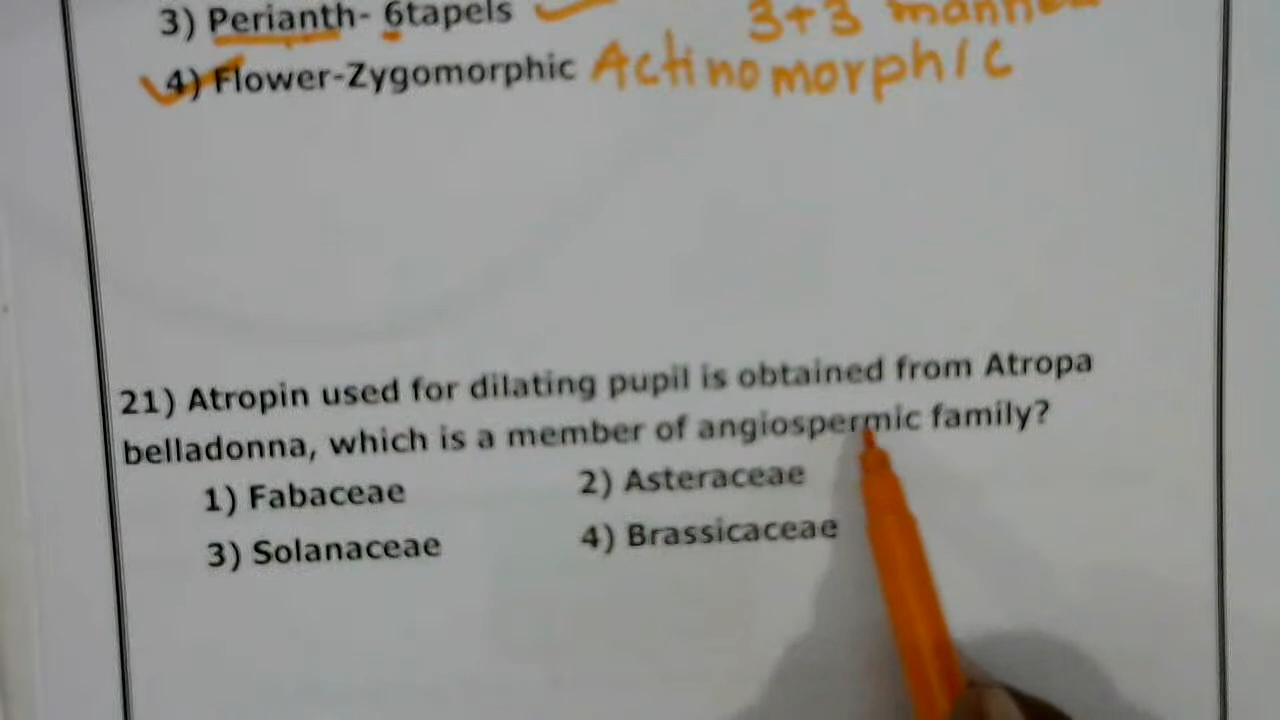 3) Perianth- 6tapels 3+3
4) Flower-Zygomorphic Actinomorphic
21) Atropin used for dilating pupil is obtained from Atropa
belladonna, which is a member of angiospermic family?
1) Fabaceae 2) Asteraceae
3) Solanaceae 4) Brassicaceae